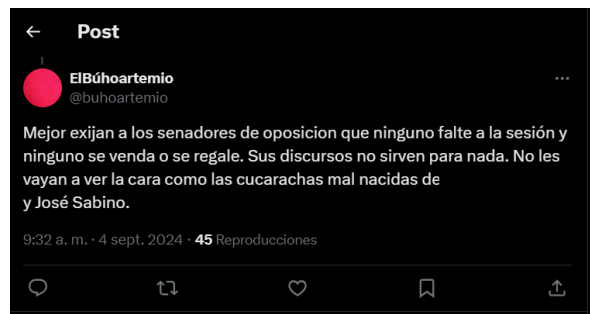 Post
ElBúhoartemio
@buhoartemio
Mejor exijan a los senadores de oposicion que ninguno falte a la sesión y
ninguno se venda o se regale. Sus discursos no sirven para nada. No les
vayan a ver la cara como las cucarachas mal nacidas de
y José Sabino.
9:32 a. m. · 4 sept. 2024 · 45 Reproducciones